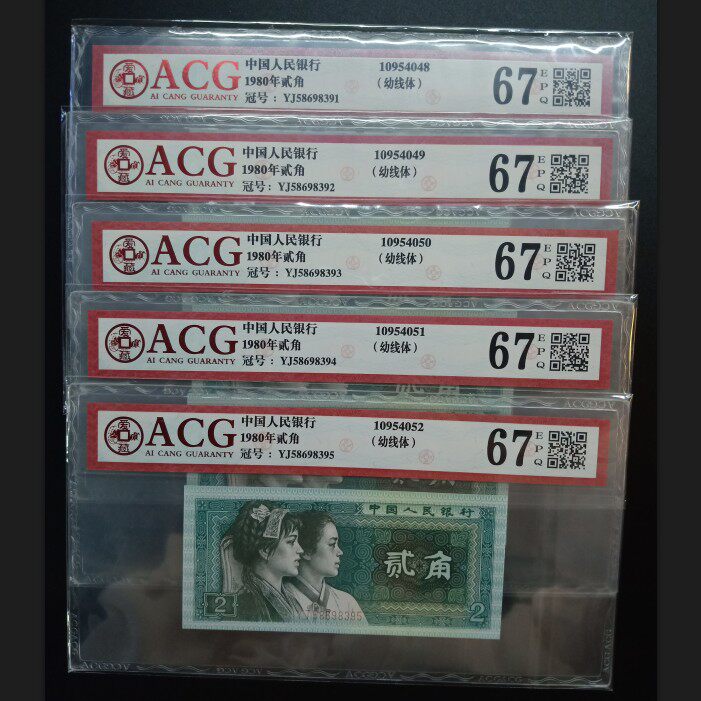 ACG
AI CANG GUARANTY
中国人民银行
1980年贰角
冠号：YJ58698391
10954048
（幼线体）
67
EPQ
ACG
AI CANG GUARANTY
中国人民银行
1980年贰角
冠号：YJ58698392
10954049
（幼线体）
67
EPQ
ACG
AI CANG GUARANTY
中国人民银行
1980年贰角
冠号：YJ58698393
10954050
（幼线体）
67
EPQ
ACG
AI CANG GUARANTY
中国人民银行
1980年贰角
冠号：YJ58698394
10954051
（幼线体）
67
EPQ
贰角
ACG
AI CANG GUARANTY
中国人民银行
1980年贰角
冠号：YJ58698395
10954052
（幼线体）
67
EPQ
中国人民银行
贰角
2
YJ58698395
2